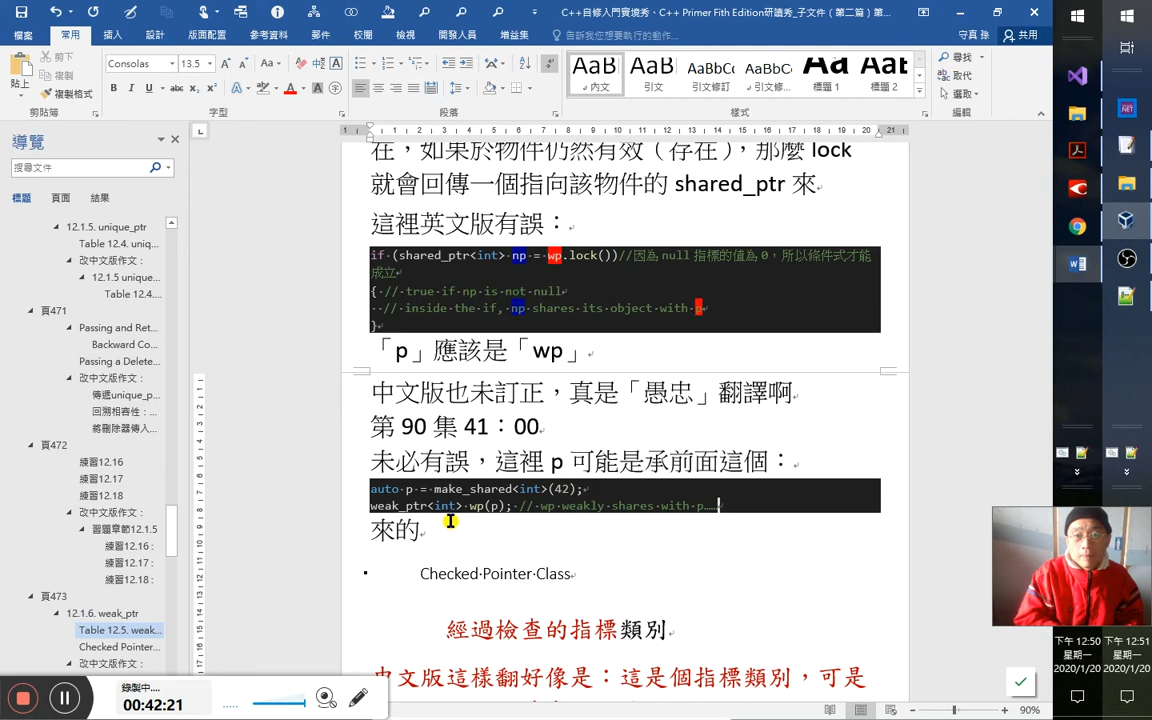 C++自修入門實境秀、C++ Primer Fith Edition研讀秀_子文件（第二篇）第...
檔案 常用 插入 設計 版面配置 參考資料 郵件 校閱 檢視 開發人員 增益集 告訴我您想要執行的動作... 守真 孫 共用
貼上 剪下 複製 複製格式 剪貼簿
Consolas 13.5 字型 段落
AaB 內文 AaB 引文 AaBbCc 引文修訂 AaBbC 引文修... AaB 標題 1 AaB 標題 2 樣式
尋找 取代 選取 編輯
導覽
搜尋文件
標題 頁面 結果
12.1.5. unique_ptr
Table 12.4. uniq...
改中文版作文：
12.1.5 unique...
Table 12.4....
頁471
Passing and Ret...
Backward Co...
Passing a Delete...
改中文版作文：
傳遞unique_p...
回溯相容性：...
將刪除器傳入...
頁472
練習12.16
練習12.17
練習12.18
改中文版作文：
習題章節12.1.5
練習12.16：
練習12.17：
練習12.18：
頁473
12.1.6. weak_ptr
Table 12.5. weak...
Checked Pointer...
在，如果於物件仍然有效（存在），那麼 lock
就會回傳一個指向該物件的 shared_ptr 來
這裡英文版有誤：
if (shared_ptr<int> np = wp.lock())//因為 null 指標的值為 0，所以條件式才能
成立
{ // true if np is not null
// inside the if, np shares its object with
}
「p」應該是「wp」
中文版也未訂正，真是「愚忠」翻譯啊
第 90 集 41：00
未必有誤，這裡 p 可能是承前面這個：
auto p = make_shared<int>(42);
weak_ptr<int> wp(p); // wp weakly shares with p……
來的
Checked Pointer Class
經過檢查的指標類別
中文版這樣翻好像是：這是個指標類別，可是
錄製中...
00:42:21
90%
下午 12:50
星期一
2020/1/20
下午 12:51
星期一
2020/1/20